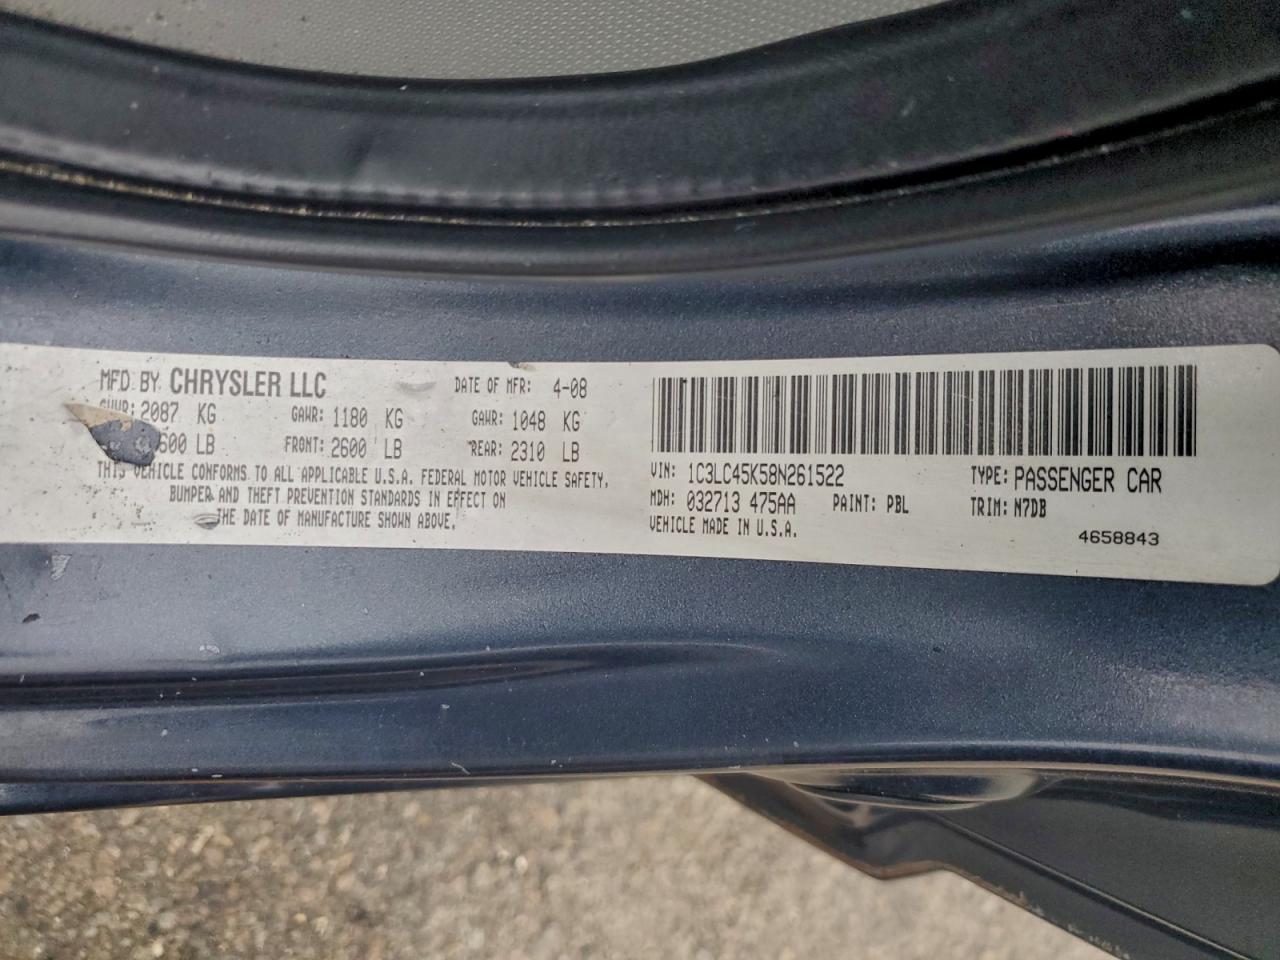 MFD BY CHRYSLER LLC DATE OF MFR: 4-08
GVWR: 2087 KG GAWR: 1180 KG GAWR: 1048 KG
600 LB FRONT: 2600 LB REAR: 2310 LB
THIS VEHICLE CONFORMS TO ALL APPLICABLE U.S.A. FEDERAL MOTOR VEHICLE SAFETY,
BUMPER AND THEFT PREVENTION STANDARDS IN EFFECT ON
THE DATE OF MANUFACTURE SHOWN ABOVE.
VIN: 1C3LC45K58N261522 TYPE: PASSENGER CAR
MDH: 032713 475AA PAINT: PBL TRIM: N7DB
VEHICLE MADE IN U.S.A. 4658843